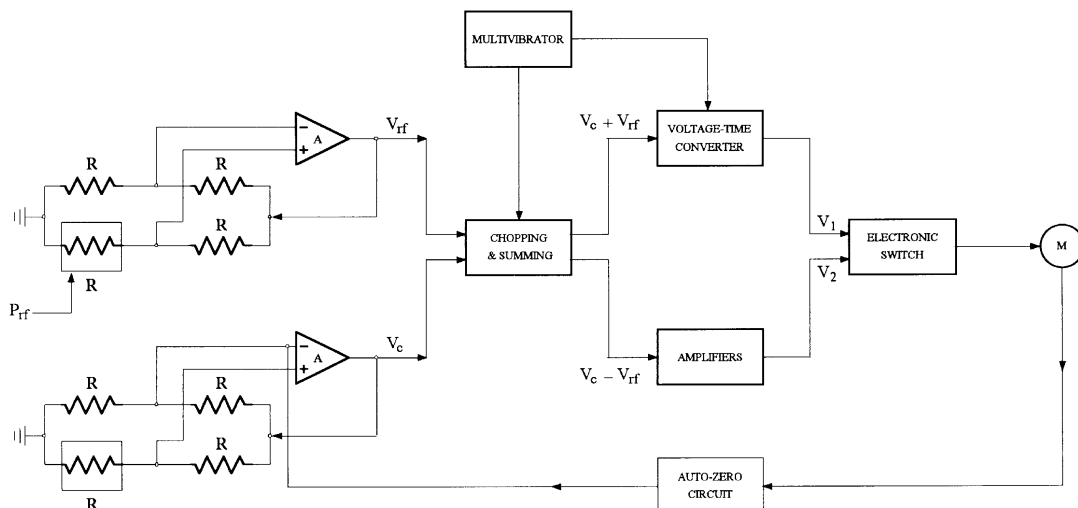 MULTIVIBRATOR
V_rf
V_c + V_rf
VOLTAGE-TIME
CONVERTER
−
+
A
R
R
R
R
P_rf
CHOPPING
& SUMMING
V_1
V_2
ELECTRONIC
SWITCH
M
V_c
−
+
A
AMPLIFIERS
V_c − V_rf
R
R
R
R
AUTO-ZERO
CIRCUIT